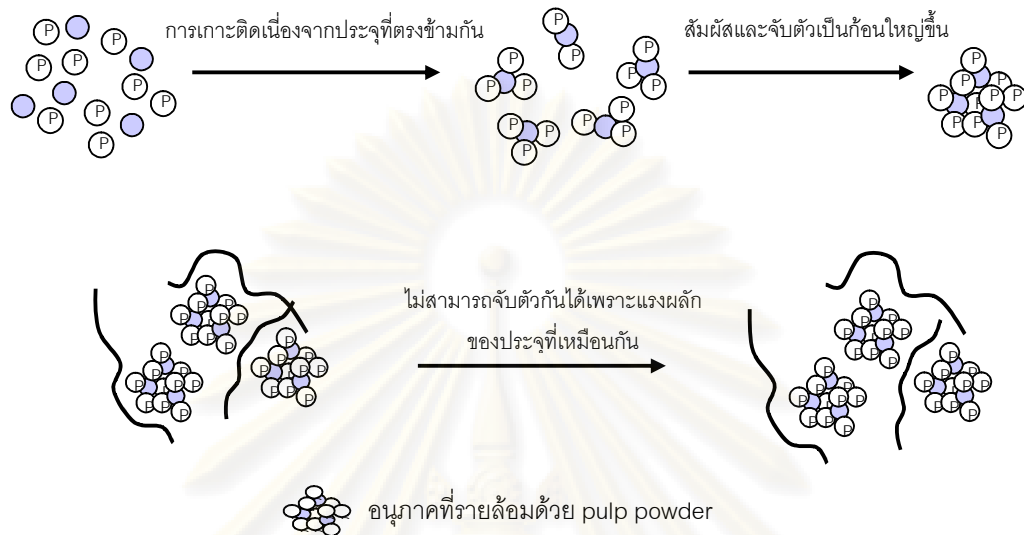 การเกาะติดเนื่องจากประจุที่ตรงข้ามกัน
สัมผัสและจับตัวเป็นก้อนใหญ่ขึ้น
P P P P P P P P
P P P P P P P P P P P P P
P P P P P P P P P
ไม่สามารถจับตัวกันได้เพราะแรงผลัก
ของประจุที่เหมือนกัน
อนุภาคที่รายล้อมด้วย pulp powder